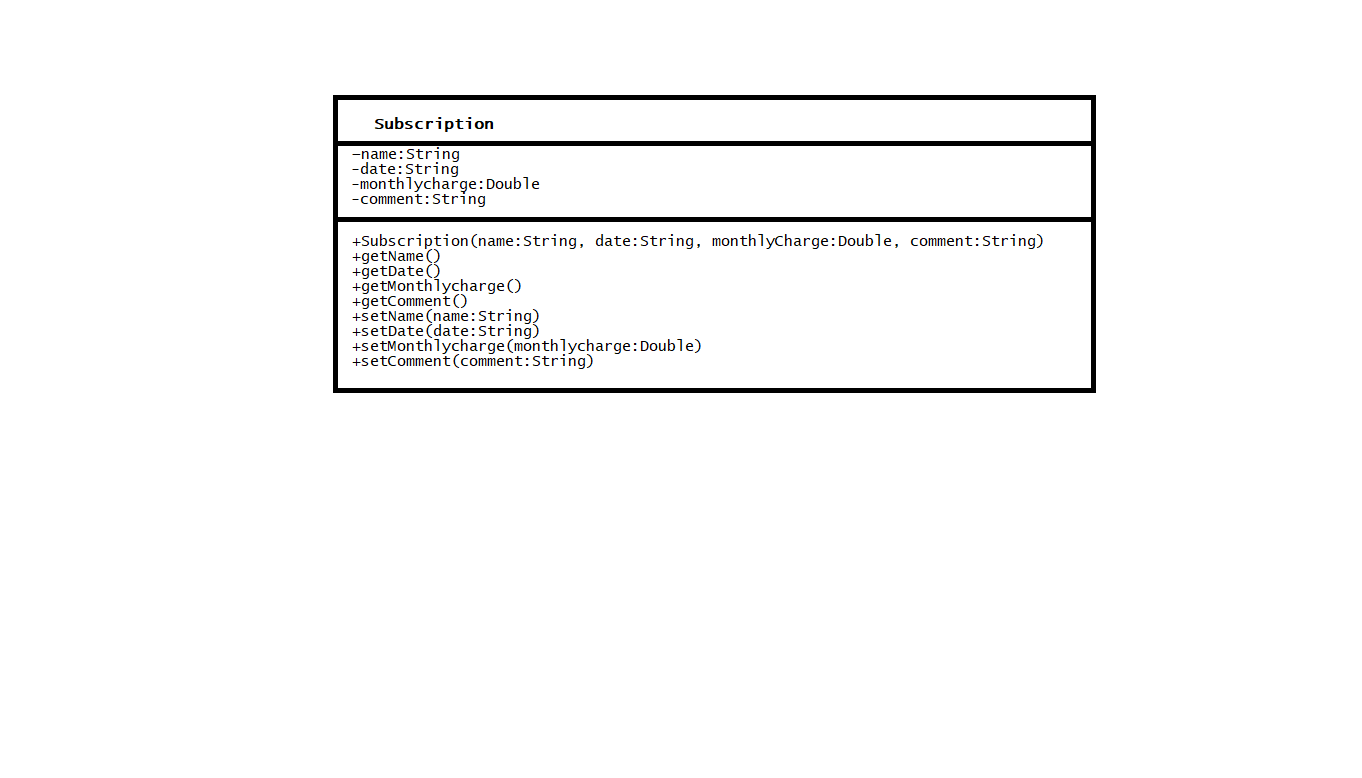 Subscription
-name:String
-date:String
-monthlycharge:Double
-comment:String
+Subscription(name:String, date:String, monthlyCharge:Double, comment:String)
+getName()
+getDate()
+getMonthlycharge()
+getComment()
+setName(name:String)
+setDate(date:String)
+setMonthlycharge(monthlycharge:Double)
+setComment(comment:String)